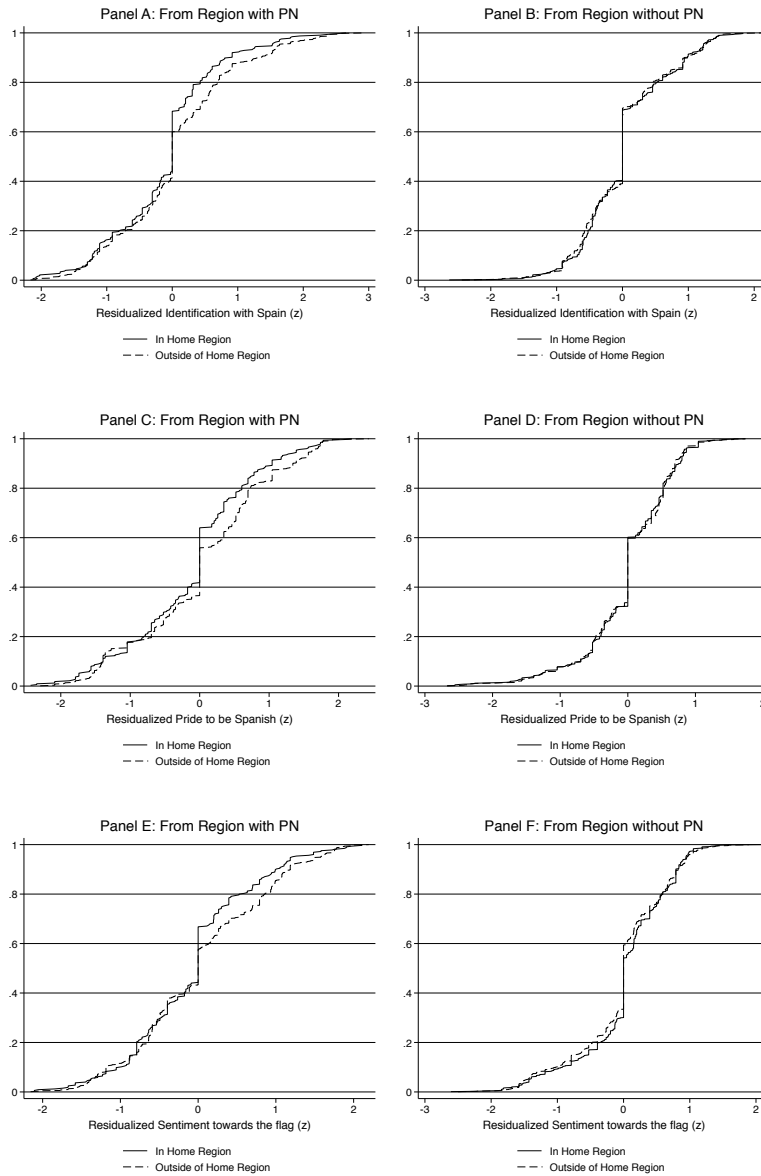 Panel A: From Region with PN
1
.8
.6
.4
.2
0
-2 -1 0 1 2 3
Residualized Identification with Spain (z)
In Home Region
Outside of Home Region
Panel B: From Region without PN
1
.8
.6
.4
.2
0
-3 -2 -1 0 1 2
Residualized Identification with Spain (z)
In Home Region
Outside of Home Region
Panel C: From Region with PN
1
.8
.6
.4
.2
0
-2 -1 0 1 2
Residualized Pride to be Spanish (z)
In Home Region
Outside of Home Region
Panel D: From Region without PN
1
.8
.6
.4
.2
0
-3 -2 -1 0 1 2
Residualized Pride to be Spanish (z)
In Home Region
Outside of Home Region
Panel E: From Region with PN
1
.8
.6
.4
.2
0
-2 -1 0 1 2
Residualized Sentiment towards the flag (z)
In Home Region
Outside of Home Region
Panel F: From Region without PN
1
.8
.6
.4
.2
0
-3 -2 -1 0 1 2
Residualized Sentiment towards the flag (z)
In Home Region
Outside of Home Region